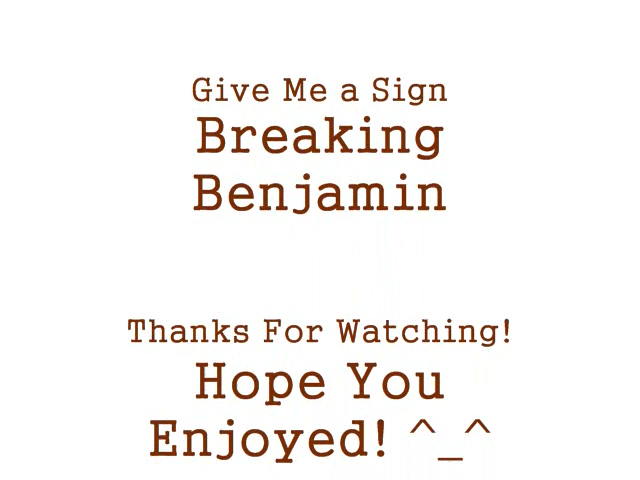 Give Me a Sign
Breaking
Benjamin
Thanks For Watching!
Hope You
Enjoyed! ^_^